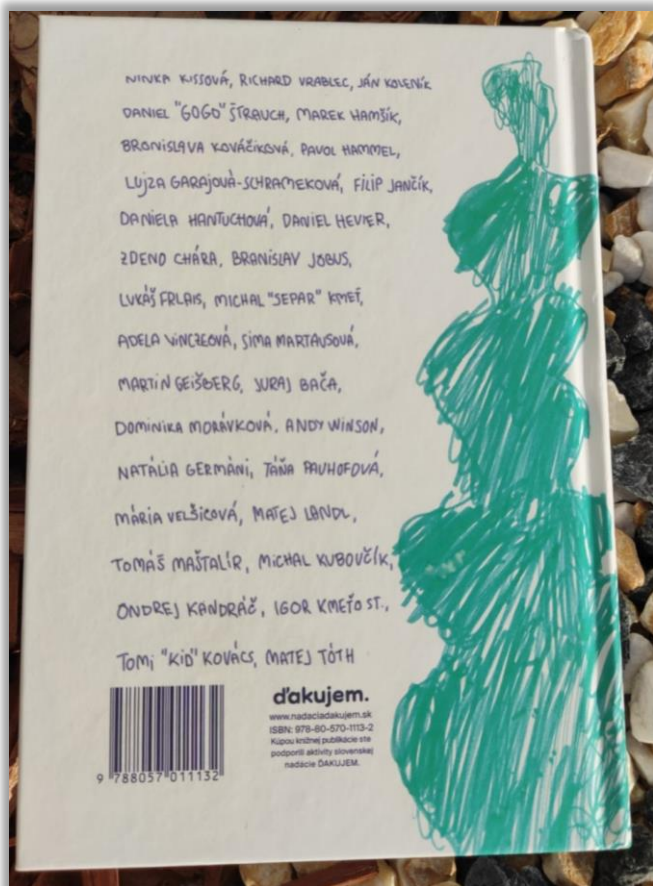 NINKA KISSOVÁ, RICHARD VRABLEC, JÁN KOLENÍK
DANIEL "GOGO" ŠTRAUCH, MAREK HAMŠÍK,
BRONISLAVA KOVÁČIKOVÁ, PAVOL HAMMEL,
LUJZA GARAJOVÁ-SCHRAMEKOVÁ, FILIP JANČÍK,
DANIELA HANTUCHOVÁ, DANIEL HEVIER,
ZDENO CHÁRA, BRANISLAV JOBUS,
LUKÁŠ FRLAJS, MICHAL "SEPAR" KMEŤ,
ADELA VINCZEOVÁ, SIMA MARTAUSOVÁ,
MARTIN GEIŠBERG, JURAJ BAČA,
DOMINIKA MORÁVKOVÁ, ANDY WINSON,
NATÁLIA GERMÁNI, TÁŇA PAUHOFOVÁ,
MÁRIA VELŠICOVÁ, MATEJ LANDL,
TOMÁŠ MAŠTALÍR, MICHAL KUBOVČÍK,
ONDREJ KANDRÁČ, IGOR KMEŤO ST.,
TOMI "KID" KOVÁCS, MATEJ TÓTH
ďakujem.
www.nadaciadakujem.sk
ISBN: 978-80-570-1113-2
Kúpou knižnej publikácie ste
podporili aktivity slovenskej
nadácie ĎAKUJEM.
9 788057 011132